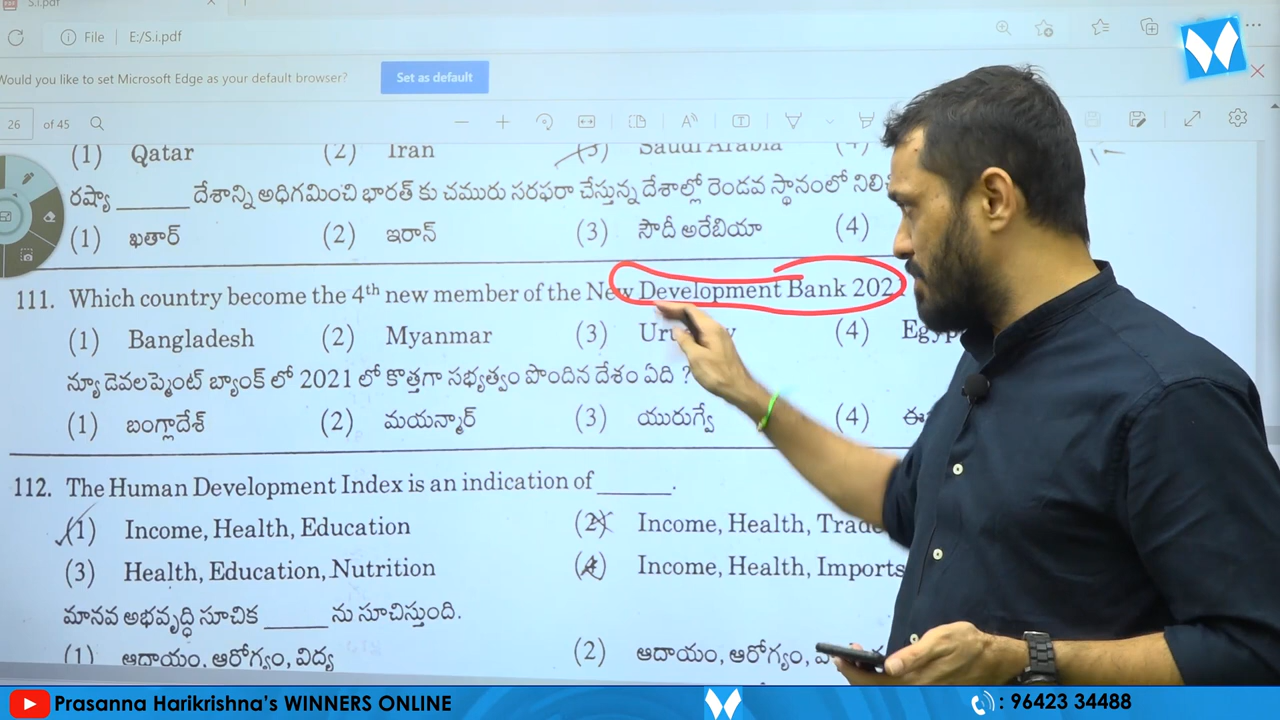 S.i.pdf
File E:/S.i.pdf
Would you like to set Microsoft Edge as your default browser? Set as default
26 of 45
(1) Qatar (2) Iran (3) Saudi Arabia (4)
రష్యా ______ దేశాన్ని అధిగమించి భారత్ కు చమురు సరఫరా చేస్తున్న దేశాల్లో రెండవ స్థానంలో
(1) ఖతార్ (2) ఇరాన్ (3) సౌదీ అరేబియా (4)
111. Which country become the 4th new member of the New Development Bank 202
(1) Bangladesh (2) Myanmar (3) (4)
న్యూ డెవలప్మెంట్ బ్యాంక్ లో 2021 లో కొత్తగా సభ్యత్వం పొందిన దేశం ఏది ?
(1) బంగ్లాదేశ్ (2) మయన్మార్ (3) యురుగ్వే (4)
112. The Human Development Index is an indication of ______.
(1) Income, Health, Education (2) Income, Health, Trade
(3) Health, Education, Nutrition (4) Income, Health, Imports
మానవ అభవృద్ధి సూచిక ______ ను సూచిస్తుంది.
(1) ఆదాయం, ఆరోగ్యం, విద్య (2) ఆదాయం, ఆరోగ్యం,
Prasanna Harikrishna's WINNERS ONLINE : 96423 34488